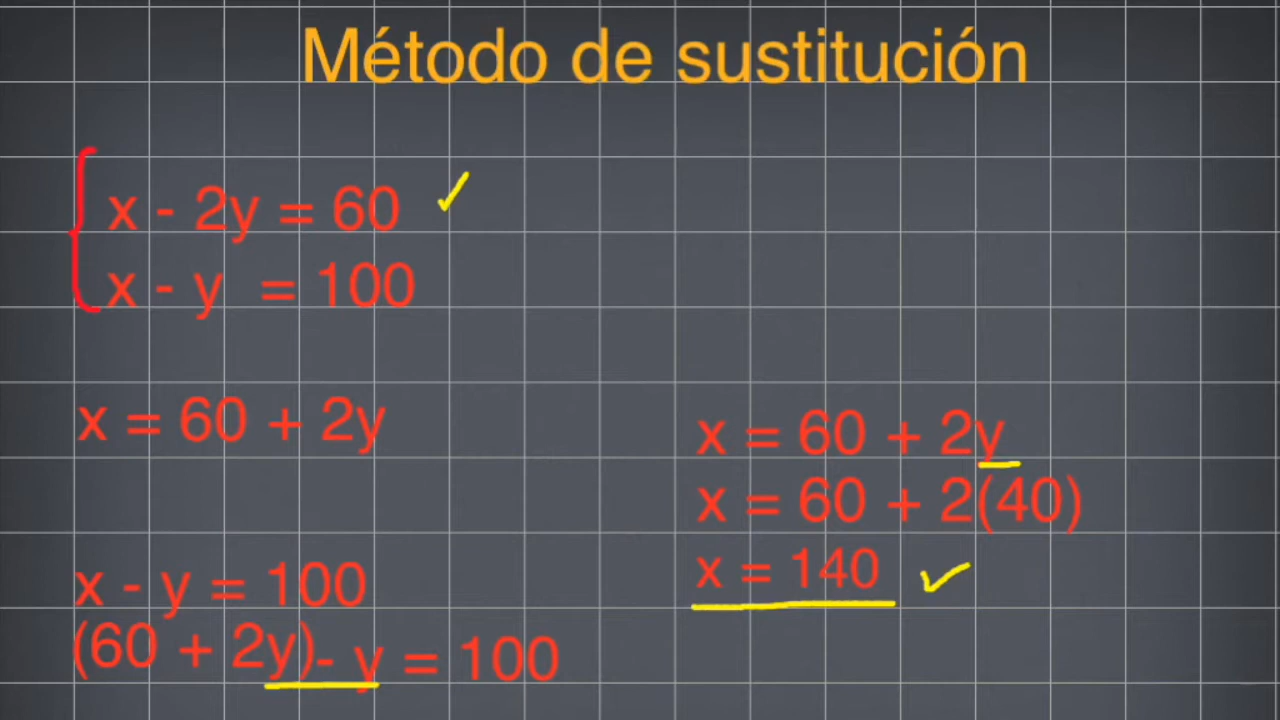 Método de sustitución
x - 2y = 60
x - y = 100
x = 60 + 2y
x - y = 100
(60 + 2y) - y = 100
x = 60 + 2y
x = 60 + 2(40)
x = 140